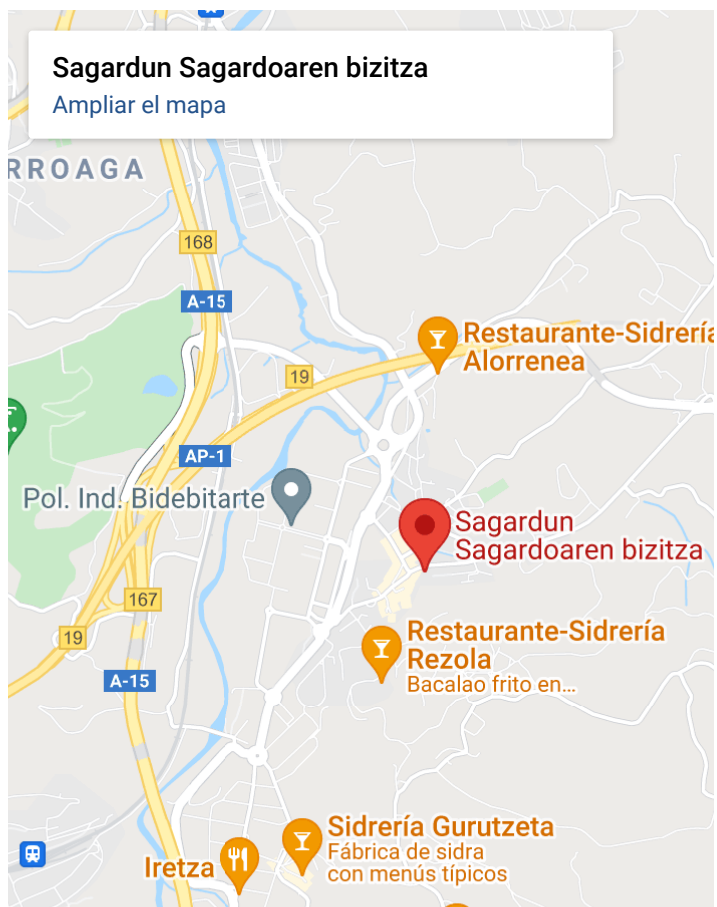 Sagardun Sagardoaren bizitza
Ampliar el mapa
RROAGA
168
A-15
Restaurante-Sidrería
Alorrenea
19
AP-1
Pol. Ind. Bidebitarte
Sagardun
Sagardoaren bizitza
167
Restaurante-Sidrería
Rezola
Bacalao frito en...
19
A-15
Sidrería Gurutzeta
Fábrica de sidra
con menús típicos
Iretza